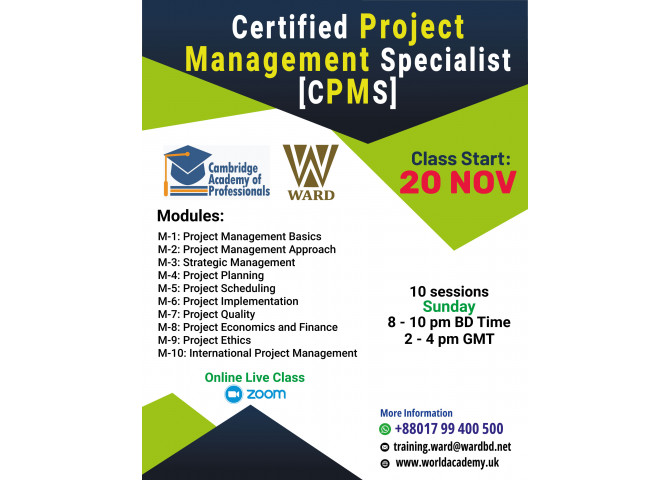 Certified Project
Management Specialist
[CPMS]
Cambridge
Academy of
Professionals
WARD
Class Start:
20 NOV
Modules:
M-1: Project Management Basics
M-2: Project Management Approach
M-3: Strategic Management
M-4: Project Planning
M-5: Project Scheduling
M-6: Project Implementation
M-7: Project Quality
M-8: Project Economics and Finance
M-9: Project Ethics
M-10: International Project Management
10 sessions
Sunday
8 - 10 pm BD Time
2 - 4 pm GMT
Online Live Class
zoom
More Information
+88017 99 400 500
training.ward@wardbd.net
www.worldacademy.uk